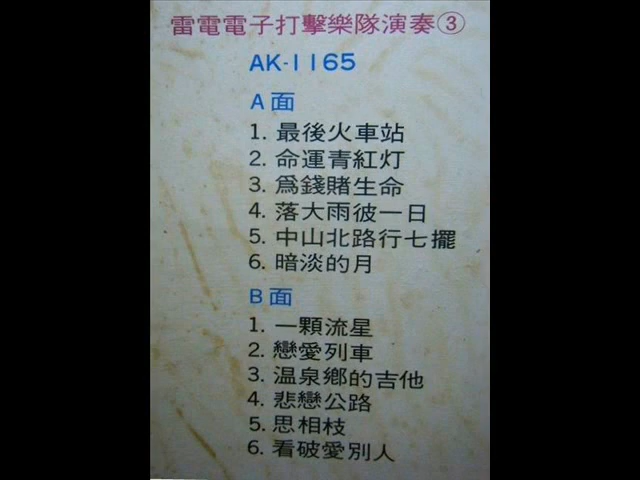 雷電電子打擊樂隊演奏③
AK-1165
A面
1. 最後火車站
2. 命運青紅灯
3. 爲錢賭生命
4. 落大雨彼一日
5. 中山北路行七擺
6. 暗淡的月
B面
1. 一顆流星
2. 戀愛列車
3. 温泉鄉的吉他
4. 悲戀公路
5. 思相枝
6. 看破愛別人